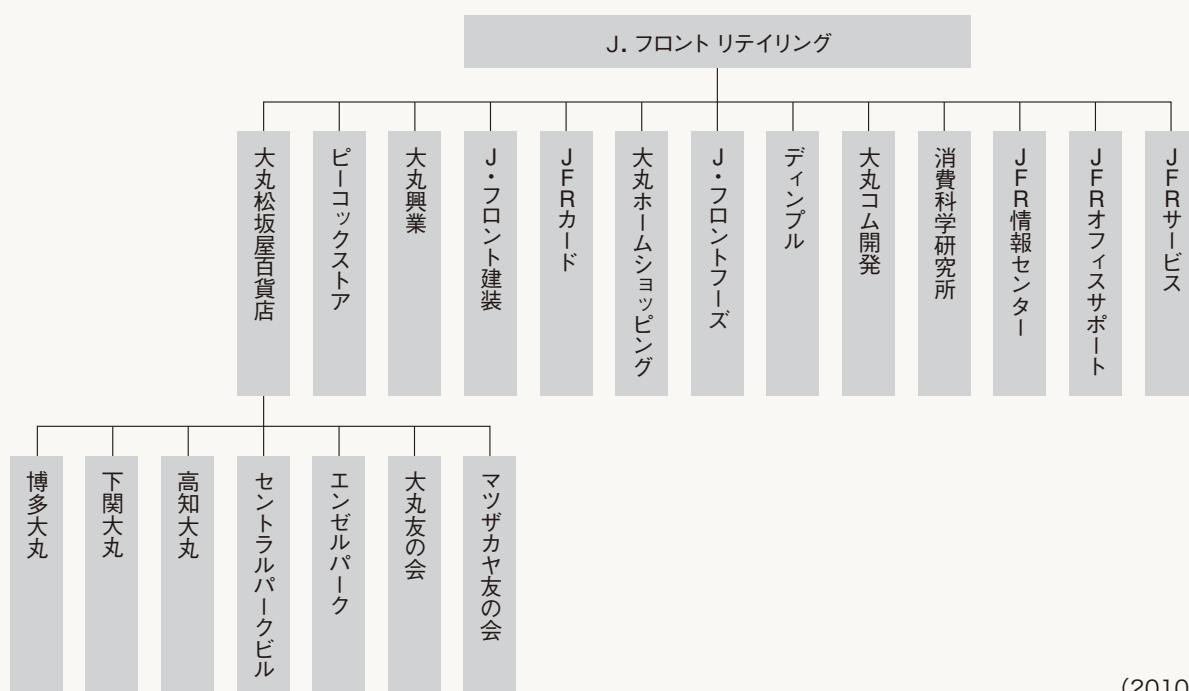 J. フロント リテイリング
大丸松坂屋百貨店
ピーコックストア
大丸興業
J・フロント建装
JFRカード
大丸ホームショッピング
J・フロントフーズ
ディンプル
大丸コム開発
消費科学研究所
JFR情報センター
JFRオフィスサポート
JFRサービス
博多大丸
下関大丸
高知大丸
セントラルパークビル
エンゼルパーク
大丸友の会
マツザカヤ友の会
(2010